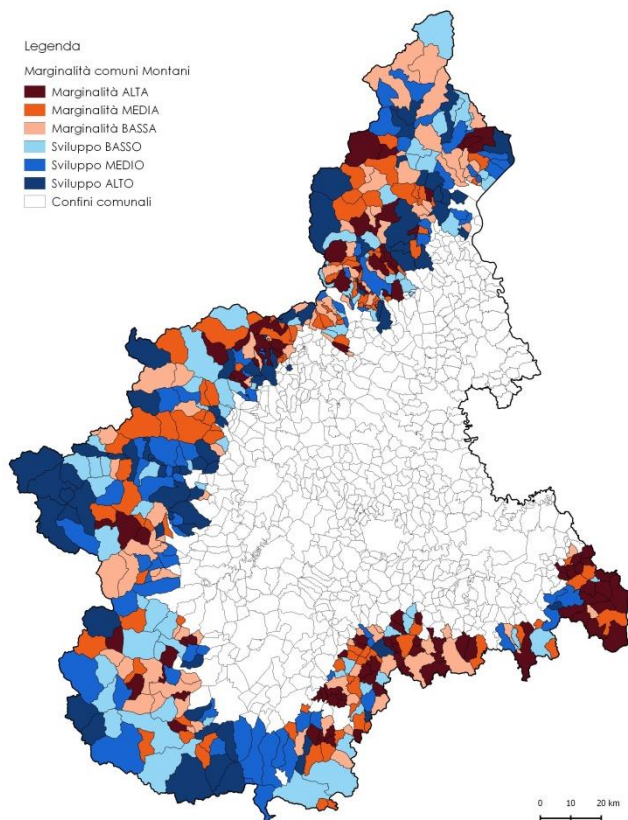 Legenda
Marginalità comuni Montani
Marginalità ALTA
Marginalità MEDIA
Marginalità BASSA
Sviluppo BASSO
Sviluppo MEDIO
Sviluppo ALTO
Confini comunali
0 10 20 km